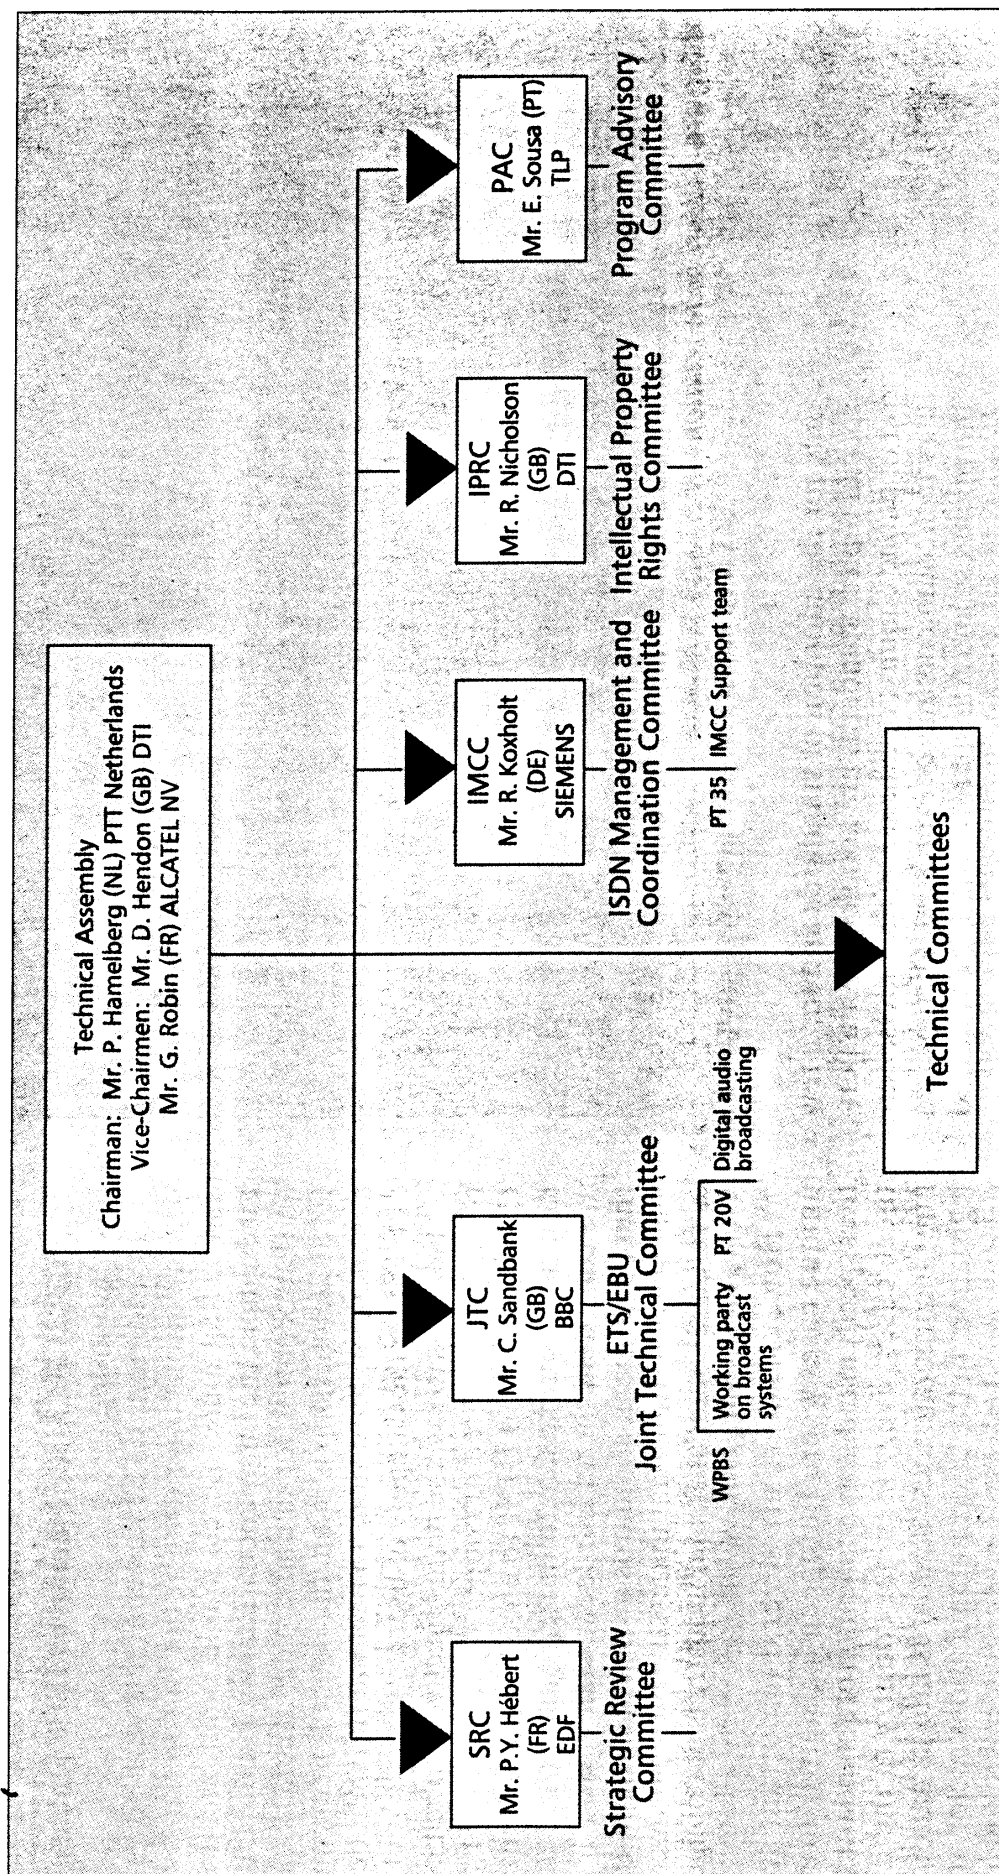 Technical Assembly
Chairman: Mr. P. Hamelberg (NL) PTT Netherlands
Vice-Chairmen: Mr. D. Hendon (GB) DTI
Mr. G. Robin (FR) ALCATEL NV
SRC
Mr. P.Y. Hébert
(FR)
EDF
Strategic Review
Committee
JTC
Mr. C. Sandbank
(GB)
BBC
ETS/EBU
Joint Technical Committee
WPBS
Working party
on broadcast
systems
PT 20V
Digital audio
broadcasting
IMCC
Mr. R. Koxholt
(DE)
SIEMENS
ISDN Management and
Coordination Committee
PT 35
IMCC Support team
IPRC
Mr. R. Nicholson
(GB)
DTI
Intellectual Property
Rights Committee
PAC
Mr. E. Sousa (PT)
TLP
Program Advisory
Committee
Technical Committees